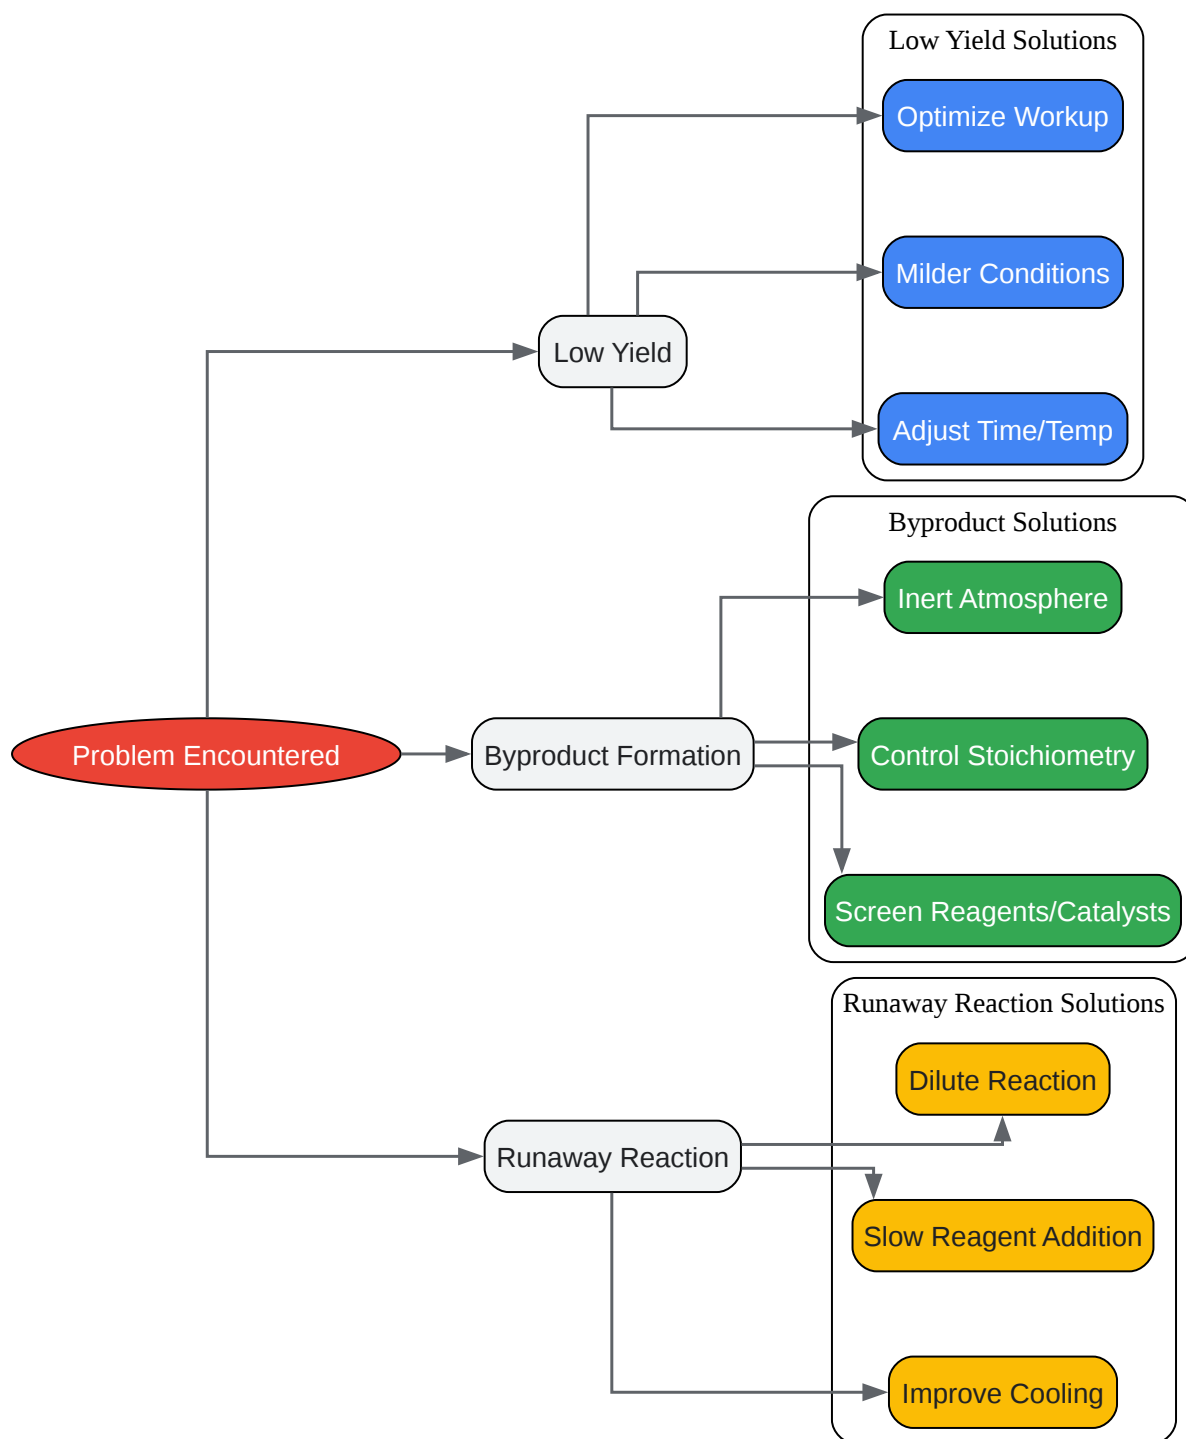 Low Yield Solutions
Optimize Workup
Milder Conditions
Low Yield
Adjust Time/Temp
Byproduct Solutions
Inert Atmosphere
Problem Encountered
Byproduct Formation
Control Stoichiometry
Screen Reagents/Catalysts
Runaway Reaction Solutions
Dilute Reaction
Runaway Reaction
Slow Reagent Addition
Improve Cooling